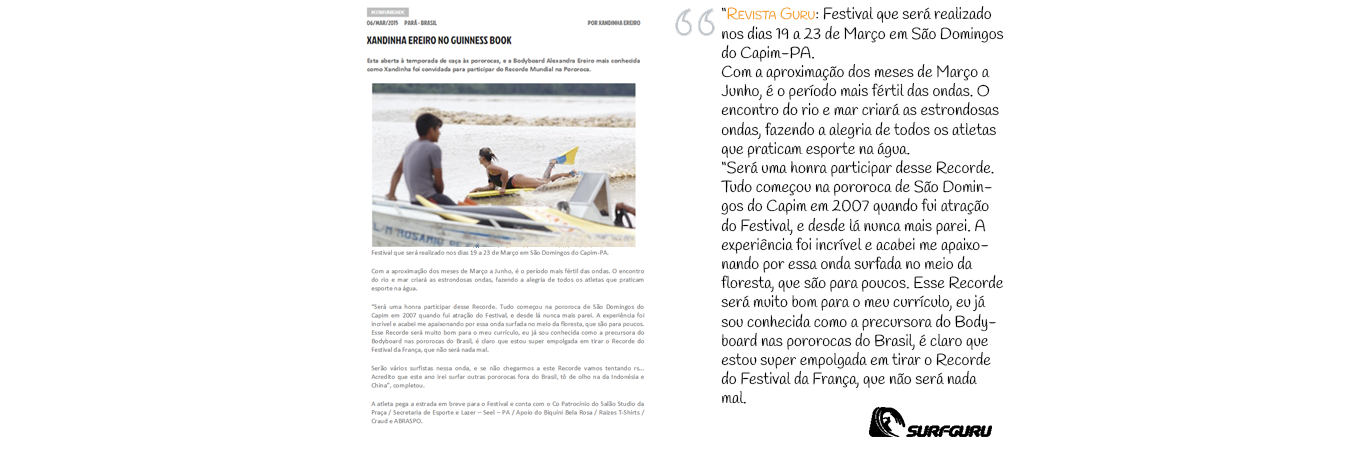 06/MAR/2015 PARÁ - BRASIL
POR XANDINHA EREIRO
XANDINHA EREIRO NO GUINNESS BOOK
Esta aberta à temporada de caça às pororocas, e a Bodyboard Alexandra Ereiro mais conhecida
como Xandinha foi convidada para participar do Recorde Mundial na Pororoca.
Festival que será realizado nos dias 19 a 23 de Março em São Domingos do Capim-PA.
Com a aproximação dos meses de Março a Junho, é o período mais fértil das ondas. O encontro
do rio e mar criará as estrondosas ondas, fazendo a alegria de todos os atletas que praticam
esporte na água.
"Será uma honra participar desse Recorde. Tudo começou na pororoca de São Domingos do
Capim em 2007 quando fui atração do Festival, e desde lá nunca mais parei. A experiência foi
incrível e acabei me apaixonando por essa onda surfada no meio da floresta, que são para poucos.
Esse Recorde será muito bom para o meu currículo, eu já sou conhecida como a precursora do
Bodyboard nas pororocas do Brasil, é claro que estou super empolgada em tirar o Recorde do
Festival da França, que não será nada mal.
Serão vários surfistas nessa onda, e se não chegarmos a este Recorde vamos tentando rs...
Acredito que este ano irei surfar outras pororocas fora do Brasil, tô de olho na da Indonésia e
China", completou.
A atleta pega a estrada em breve para o Festival e conta com o Co Patrocínio do Salão Studio da
Praça / Secretaria de Esporte e Lazer – Seel – PA / Apoio do Biquíni Bela Rosa / Raízes T-Shirts /
Craud e ABRASPO.
"Revista Guru: Festival que será realizado
nos dias 19 a 23 de Março em São Domingos
do Capim-PA.
Com a aproximação dos meses de Março a
Junho, é o período mais fértil das ondas. O
encontro do rio e mar criará as estrondosas
ondas, fazendo a alegria de todos os atletas
que praticam esporte na água.
"Será uma honra participar desse Recorde.
Tudo começou na pororoca de São Domin-
gos do Capim em 2007 quando fui atração
do Festival, e desde lá nunca mais parei. A
experiência foi incrível e acabei me apaixo-
nando por essa onda surfada no meio da
floresta, que são para poucos. Esse Recorde
será muito bom para o meu currículo, eu já
sou conhecida como a precursora do Body-
board nas pororocas do Brasil, é claro que
estou super empolgada em tirar o Recorde
do Festival da França, que não será nada
mal.
SURFGURU